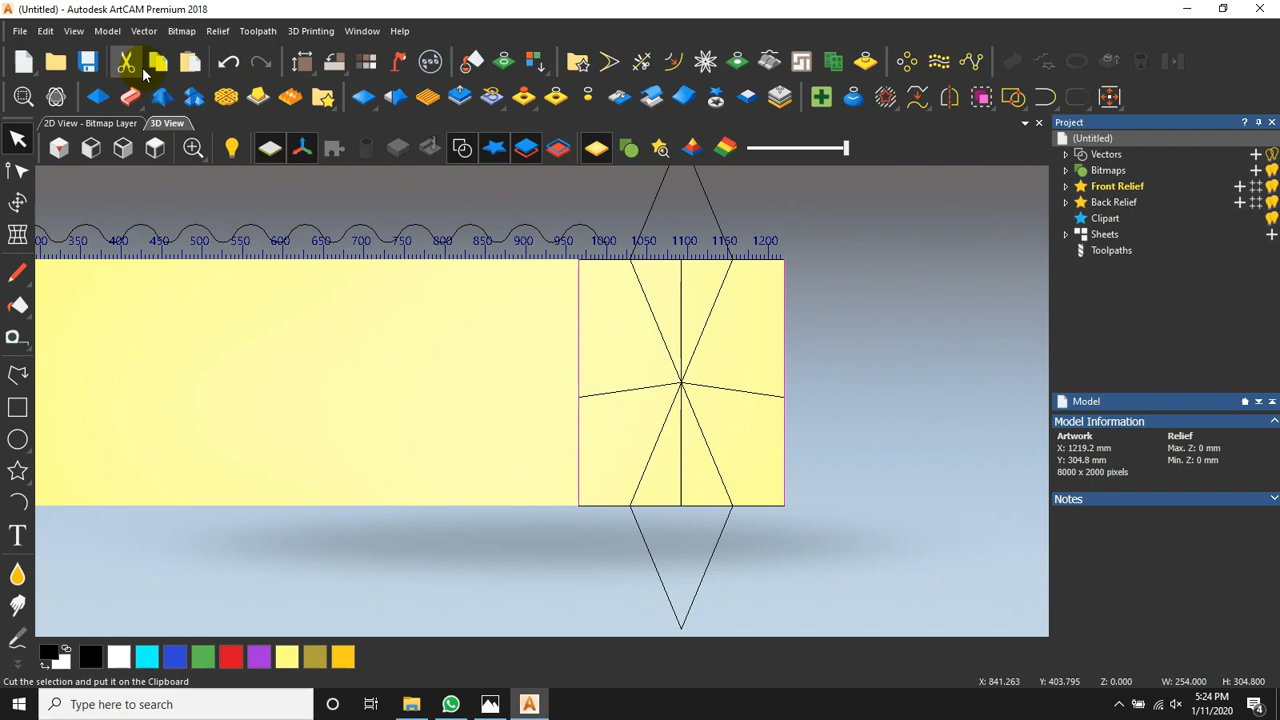 (Untitled) - Autodesk ArtCAM Premium 2018
File Edit View Model Vector Bitmap Relief Toolpath 3D Printing Window Help
2D View - Bitmap Layer 3D View
Project
(Untitled)
Vectors
Bitmaps
Front Relief
Back Relief
Clipart
Sheets
Toolpaths
00 350 400 450 500 550 600 650 700 750 800 850 900 950 1000 1050 1100 1150 1200
Model
Model Information
Artwork Relief
X: 1219.2 mm Max. Z: 0 mm
Y: 304.8 mm Min. Z: 0 mm
8000 x 2000 pixels
Notes
Cut the selection and put it on the Clipboard
X: 841.263 Y: 403.795 Z: 0.000 W: 254.000 H: 304.800
Type here to search
5:24 PM
1/11/2020
4